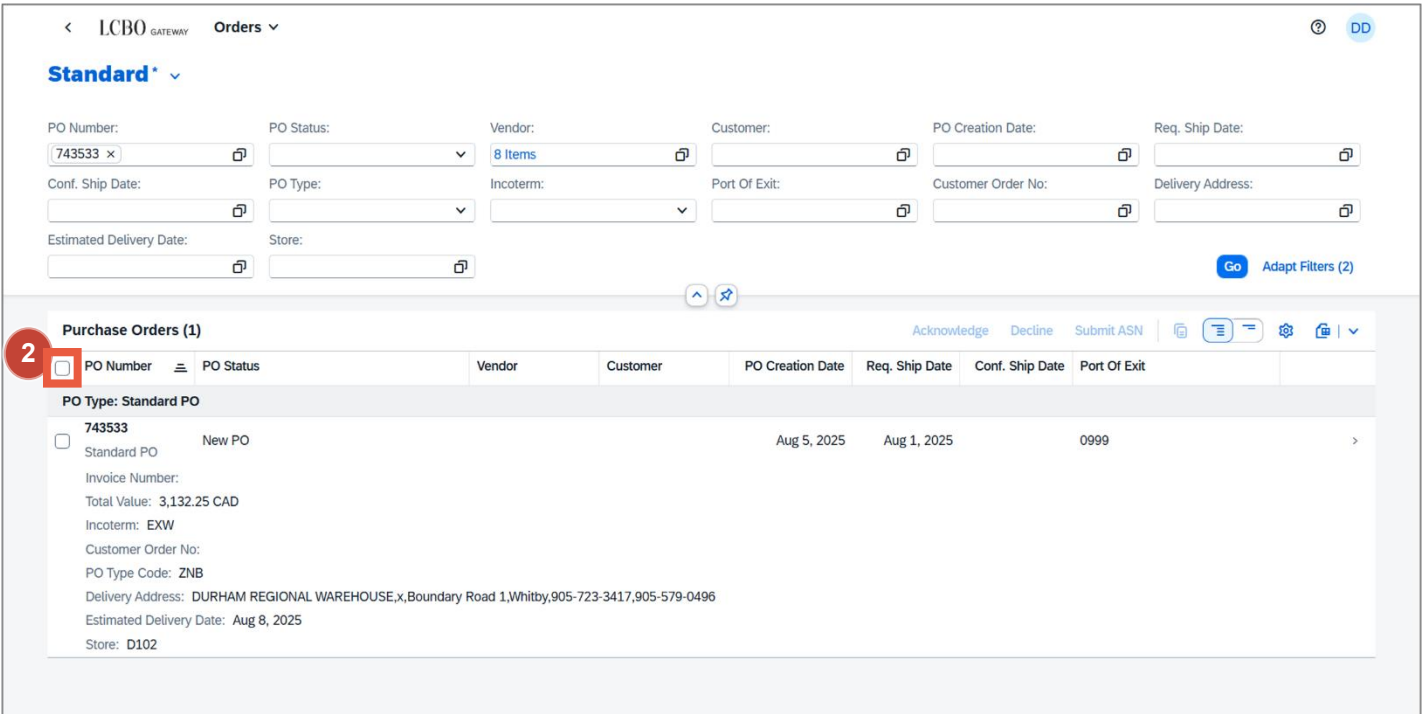 LCBO GATEWAY Orders DD
Standard*
PO Number: PO Status: Vendor: Customer: PO Creation Date: Req. Ship Date:
743533 × 8 Items
Conf. Ship Date: PO Type: Incoterm: Port Of Exit: Customer Order No: Delivery Address:
Estimated Delivery Date: Store:
Go Adapt Filters (2)
Purchase Orders (1) Acknowledge Decline Submit ASN
2
PO Number PO Status Vendor Customer PO Creation Date Req. Ship Date Conf. Ship Date Port Of Exit
PO Type: Standard PO
743533
New PO Aug 5, 2025 Aug 1, 2025 0999
Standard PO
Invoice Number:
Total Value: 3,132.25 CAD
Incoterm: EXW
Customer Order No:
PO Type Code: ZNB
Delivery Address: DURHAM REGIONAL WAREHOUSE,x,Boundary Road 1,Whitby,905-723-3417,905-579-0496
Estimated Delivery Date: Aug 8, 2025
Store: D102